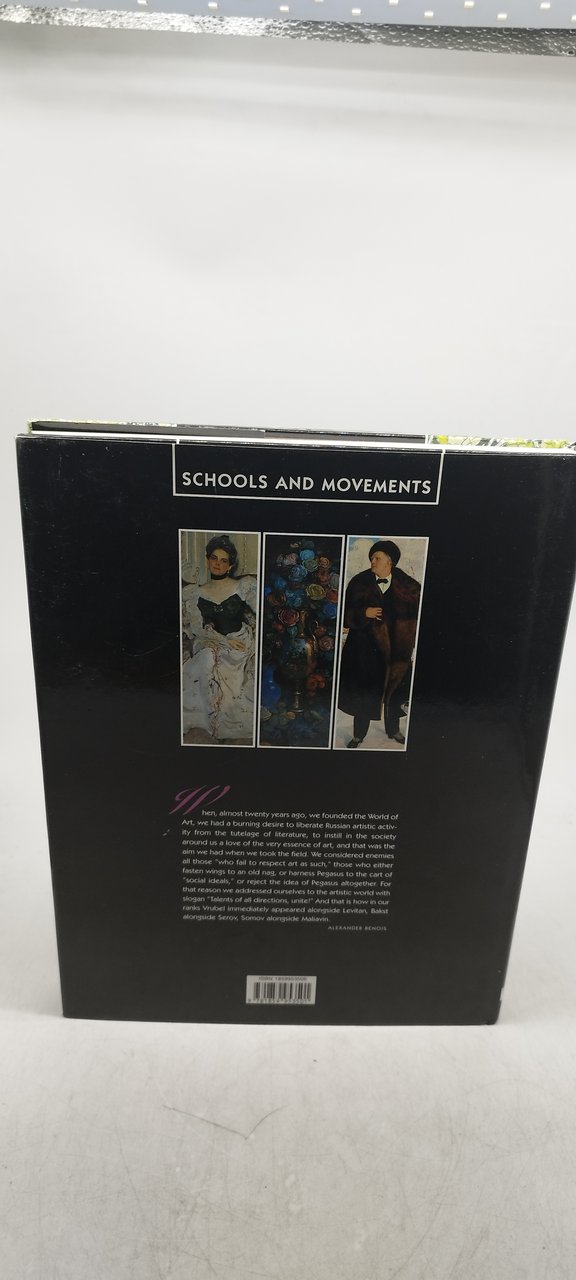 SCHOOLS AND MOVEMENTS
When, almost twenty years ago, we founded the World of
Art, we had a burning desire to liberate Russian artistic activ-
ity from the tutelage of literature, to instill in the society
around us a love of the very essence of art, and that was the
aim we had when we took the field. We considered enemies
all those "who fail to respect art as such," those who either
fasten wings to an old nag, or harness Pegasus to the cart of
"social ideals," or reject the idea of Pegasus altogether. For
that reason we addressed ourselves to the artistic world with
slogan "Talents of all directions, unite!" And that is how in our
ranks Vrubel immediately appeared alongside Levitan, Bakst
alongside Serov, Somov alongside Maliavin.
ALEXANDER BENOIS
ISBN 1859953506